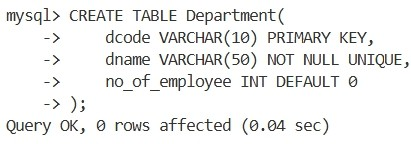 mysql> CREATE TABLE Department(
    ->     dcode VARCHAR(10) PRIMARY KEY,
    ->     dname VARCHAR(50) NOT NULL UNIQUE,
    ->     no_of_employee INT DEFAULT 0
    -> );
Query OK, 0 rows affected (0.04 sec)